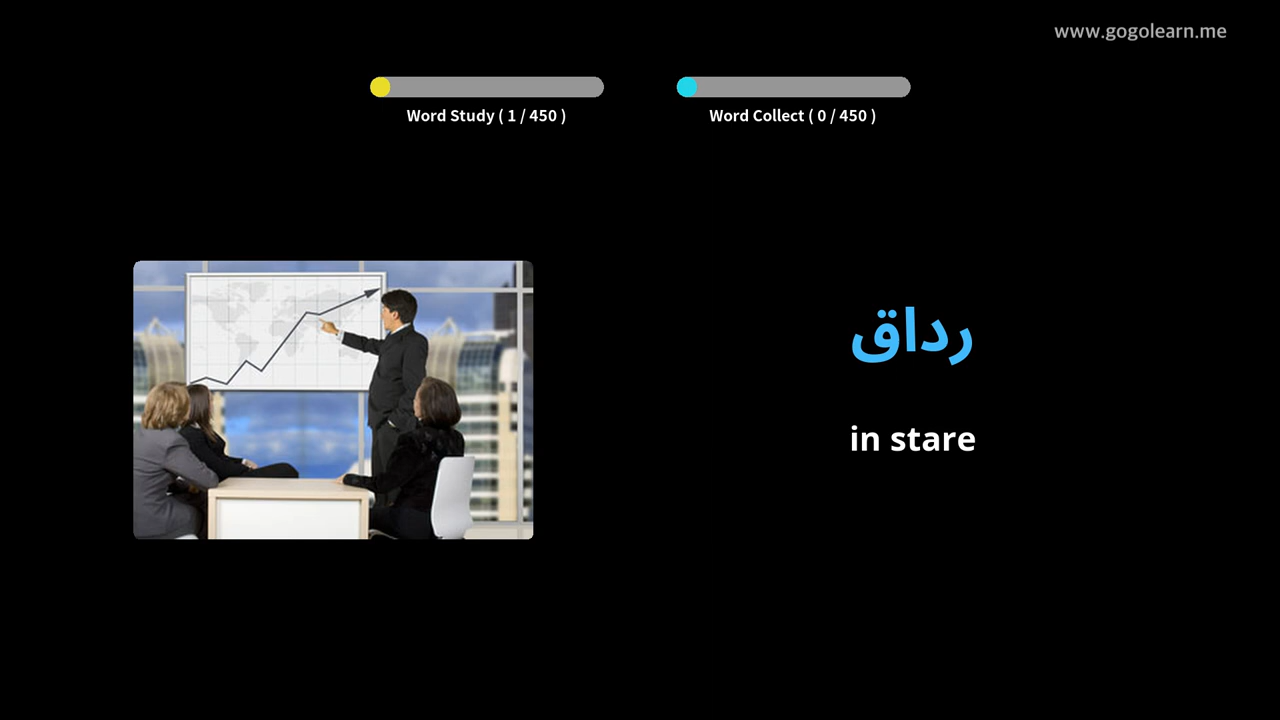 www.gogolearn.me
Word Study ( 1 / 450 )
Word Collect ( 0 / 450 )
رداق
in stare